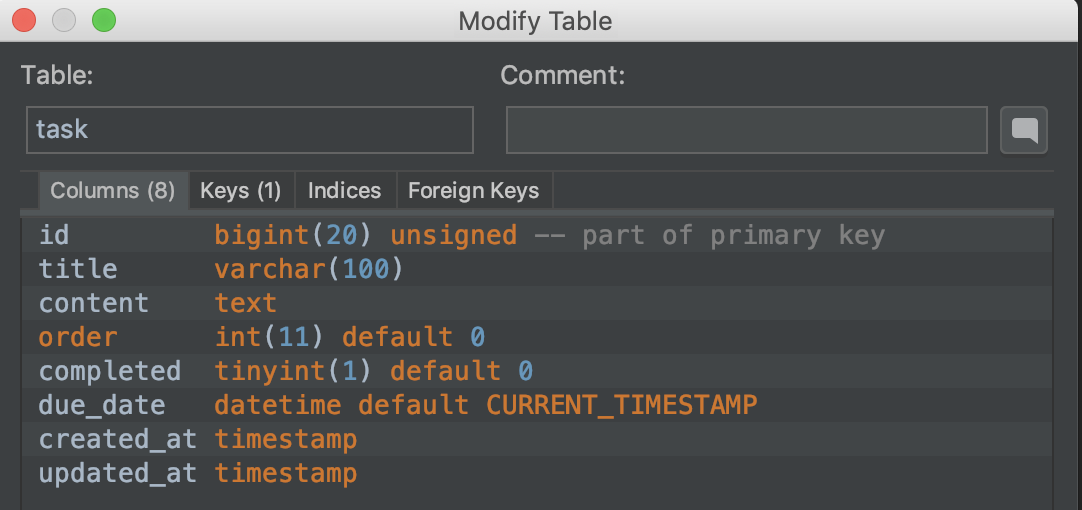 Modify Table
Table: Comment:
task
Columns (8) Keys (1) Indices Foreign Keys
id bigint(20) unsigned -- part of primary key
title varchar(100)
content text
order int(11) default 0
completed tinyint(1) default 0
due_date datetime default CURRENT_TIMESTAMP
created_at timestamp
updated_at timestamp